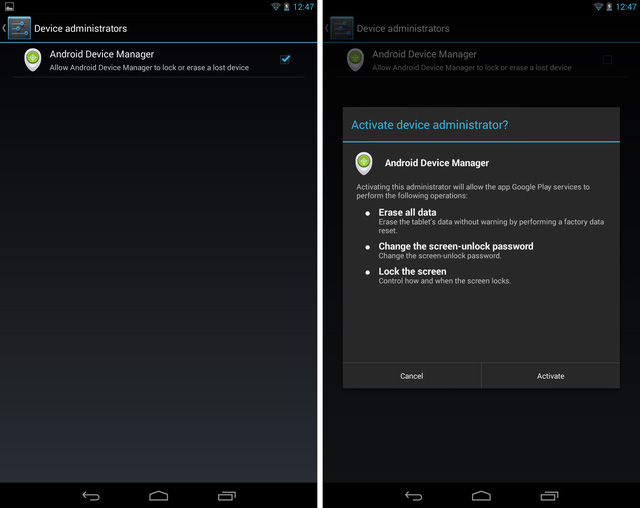 12:47
Device administrators
Android Device Manager
Allow Android Device Manager to lock or erase a lost device
12:47
Device administrators
Android Device Manager
Allow Android Device Manager to lock or erase a lost device
Activate device administrator?
Android Device Manager
Activating this administrator will allow the app Google Play services to
perform the following operations:
Erase all data
Erase the tablet's data without warning by performing a factory data
reset.
Change the screen-unlock password
Change the screen-unlock password.
Lock the screen
Control how and when the screen locks.
Cancel
Activate